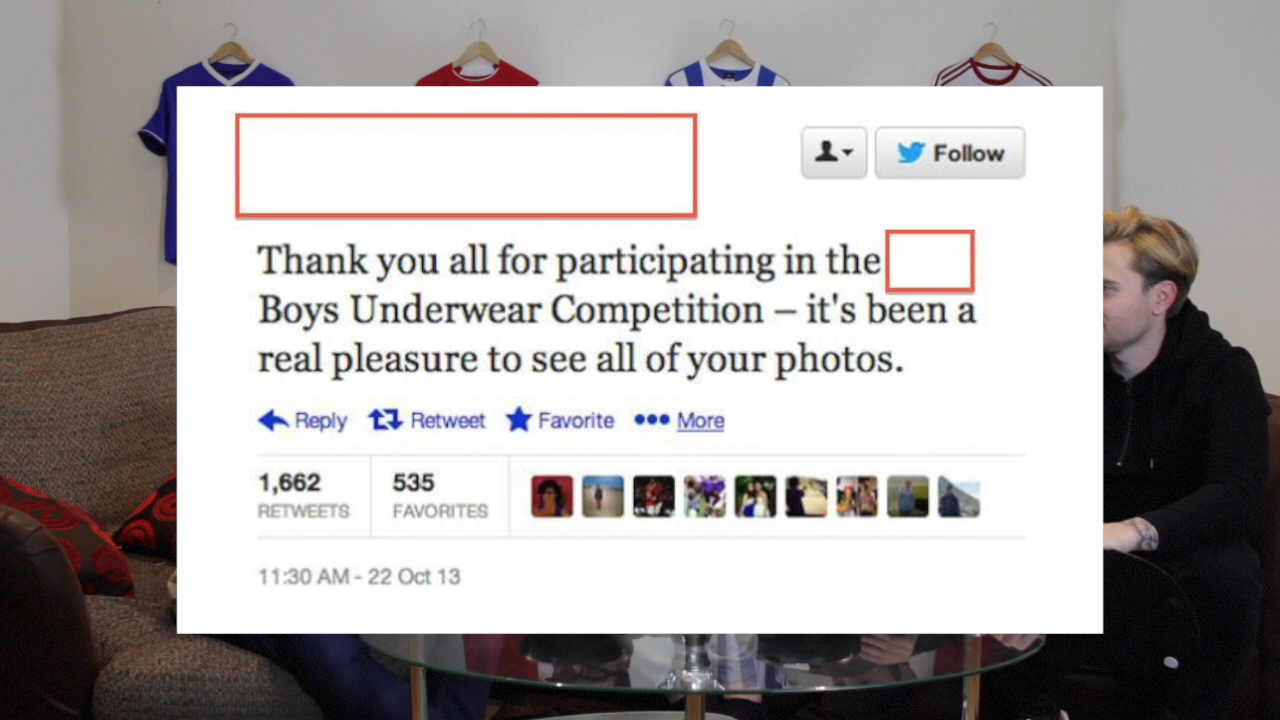 Follow
Thank you all for participating in the
Boys Underwear Competition – it's been a
real pleasure to see all of your photos.
Reply Retweet Favorite More
1,662 535
RETWEETS FAVORITES
11:30 AM - 22 Oct 13